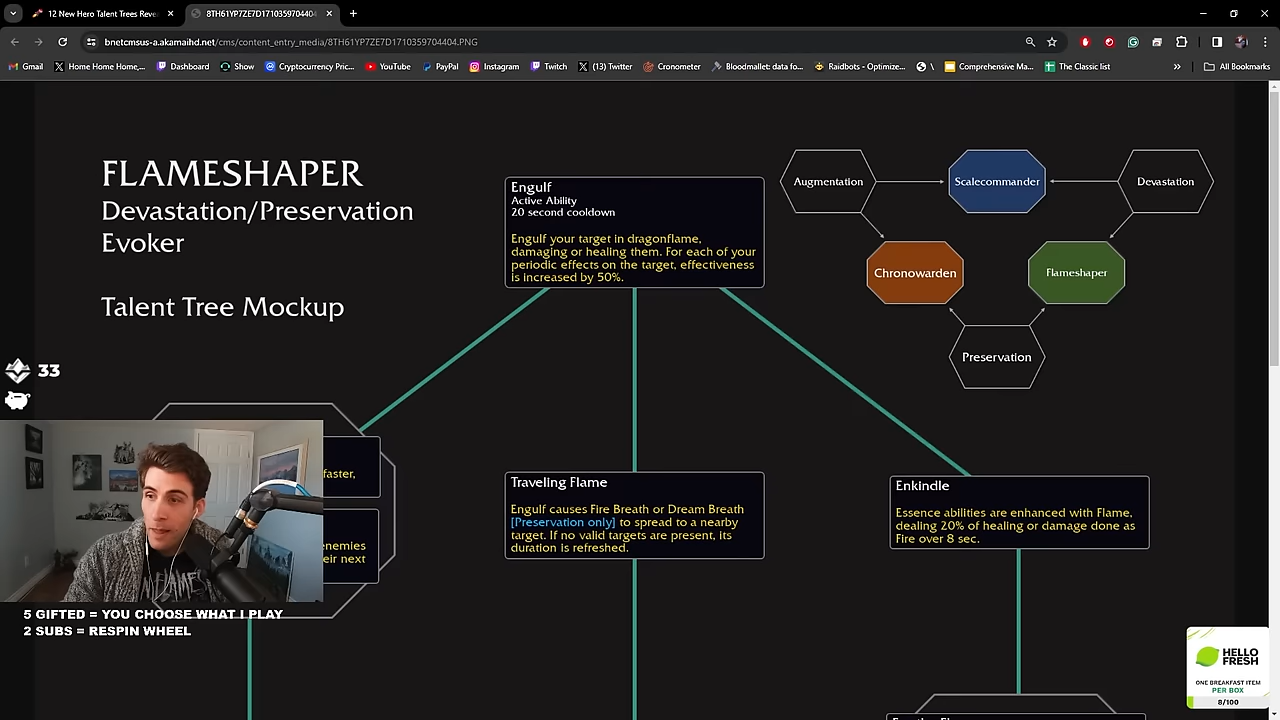 12 New Hero Talent Trees Reve
8TH61YP7ZE7D1710359704404.
bnetcmsus-a.akamaihd.net/cms/content_entry_media/8TH61YP7ZE7D1710359704404.PNG
Gmail
Home Home Home,...
Dashboard
Show
Cryptocurrency Pric...
YouTube
PayPal
Instagram
Twitch
(13) Twitter
Cronometer
Bloodmallet: data fo...
Raidbots - Optimize...
\
Comprehensive Ma...
The Classic list
»
All Bookmarks
FLAMESHAPER
Devastation/Preservation
Evoker
Talent Tree Mockup
Engulf
Active Ability
20 second cooldown
Engulf your target in dragonflame,
damaging or healing them. For each of your
periodic effects on the target, effectiveness
is increased by 50%.
Augmentation
Scalecommander
Devastation
Chronowarden
Flameshaper
Preservation
33
faster,
enemies
eir next
Traveling Flame
Engulf causes Fire Breath or Dream Breath
[Preservation only] to spread to a nearby
target. If no valid targets are present, its
duration is refreshed.
Enkindle
Essence abilities are enhanced with Flame,
dealing 20% of healing or damage done as
Fire over 8 sec.
5 GIFTED = YOU CHOOSE WHAT I PLAY
2 SUBS = RESPIN WHEEL
HELLO
FRESH
ONE BREAKFAST ITEM
PER BOX
8/100